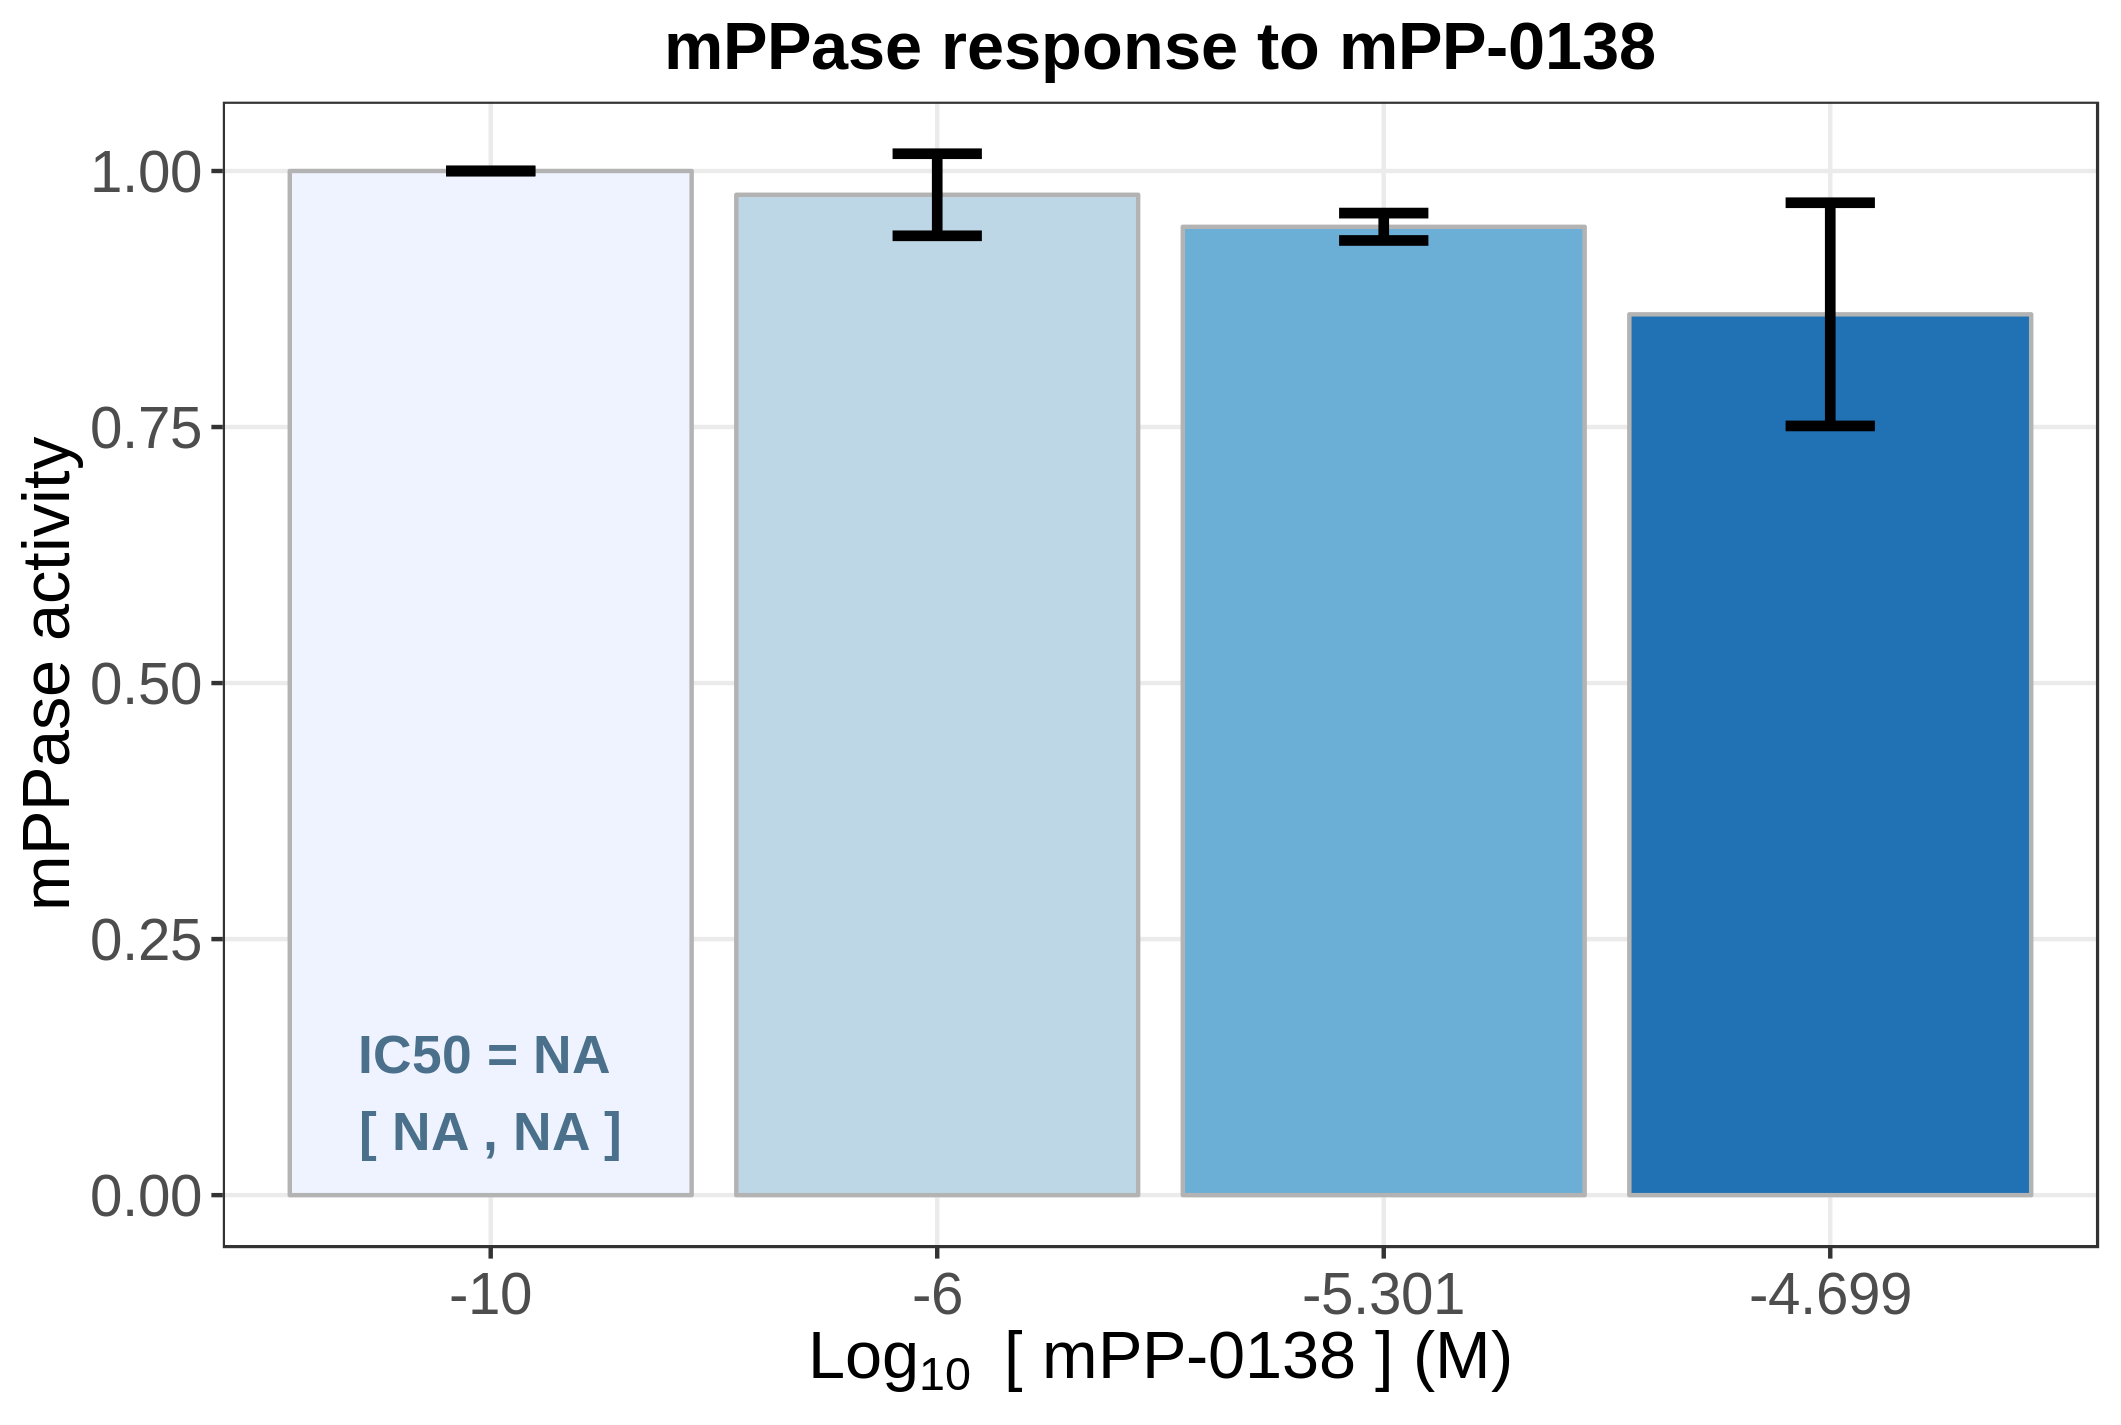 mPPase response to mPP-0138
mPPase activity
1.00
0.75
0.50
0.25
0.00
IC50 = NA
[ NA , NA ]
-10
-6
-5.301
-4.699
Log10 [ mPP-0138 ] (M)